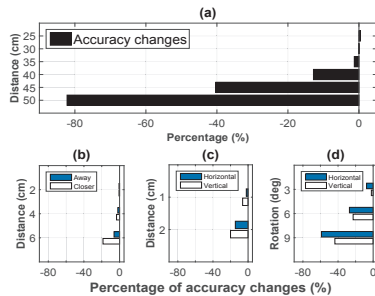 (a)
Distance (cm)
25
30
35
40
45
50
Accuracy changes
-80 -60 -40 -20 0
Percentage (%)
(b)
Distance (cm)
2
4
6
Away
Closer
-80 -40 0
(c)
Distance (cm)
1
2
Horizontal
Vertical
-80 -40 0
(d)
Rotation (deg)
3
6
9
Horizontal
Vertical
-80 -40 0
Percentage of accuracy changes (%)